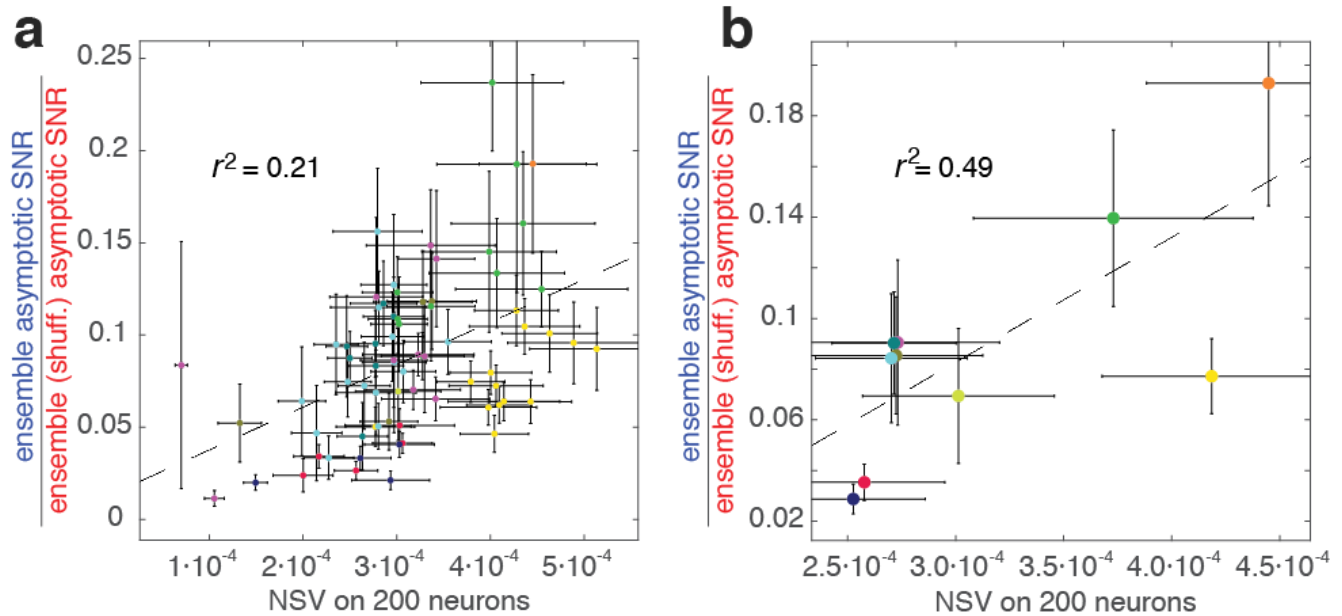 a
ensemble asymptotic SNR
ensemble (shuff.) asymptotic SNR
0.25
0.2
0.15
0.1
0.05
0
r² = 0.21
1·10⁻⁴ 2·10⁻⁴ 3·10⁻⁴ 4·10⁻⁴ 5·10⁻⁴
NSV on 200 neurons
b
ensemble asymptotic SNR
ensemble (shuff.) asymptotic SNR
0.18
0.14
0.1
0.06
0.02
r² = 0.49
2.5·10⁻⁴ 3.0·10⁻⁴ 3.5·10⁻⁴ 4.0·10⁻⁴ 4.5·10⁻⁴
NSV on 200 neurons